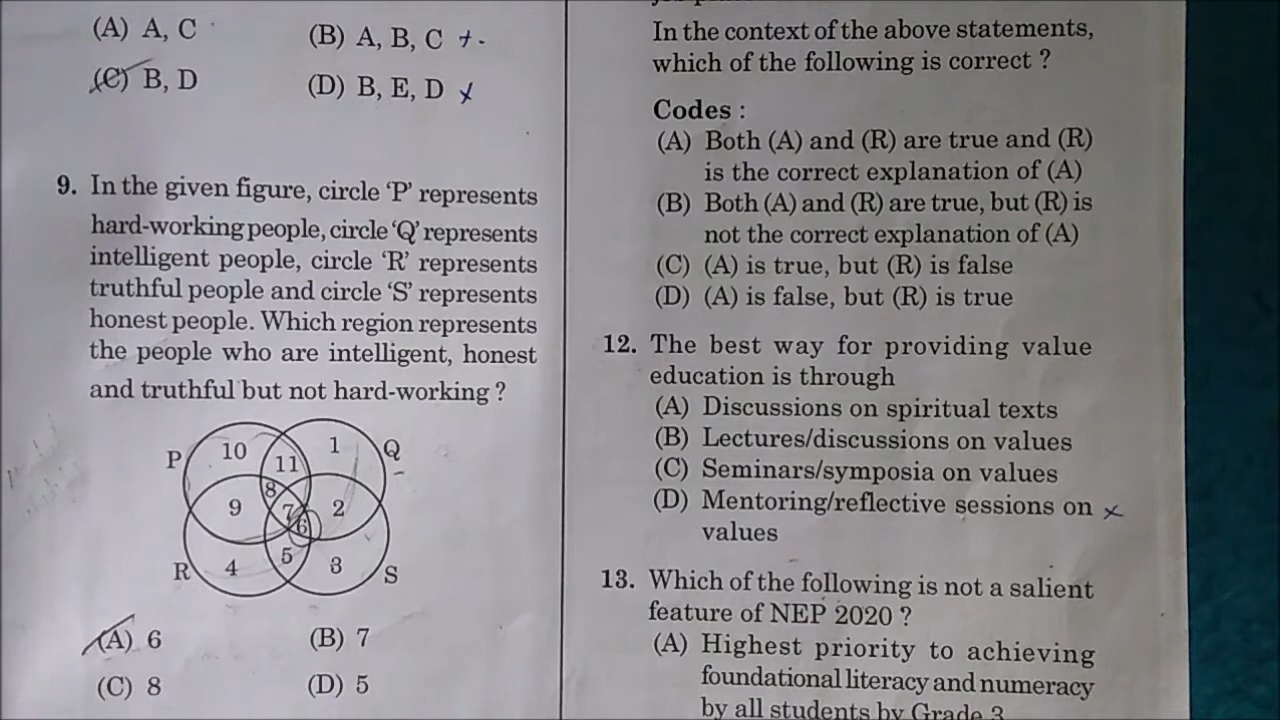 (A) A, C
(B) A, B, C
(C) B, D
(D) B, E, D
9. In the given figure, circle 'P' represents
hard-working people, circle 'Q' represents
intelligent people, circle 'R' represents
truthful people and circle 'S' represents
honest people. Which region represents
the people who are intelligent, honest
and truthful but not hard-working ?
P
10
11
1
Q
8
9
7
6
2
R
4
5
3
S
(A) 6
(B) 7
(C) 8
(D) 5
In the context of the above statements,
which of the following is correct ?
Codes :
(A) Both (A) and (R) are true and (R)
is the correct explanation of (A)
(B) Both (A) and (R) are true, but (R) is
not the correct explanation of (A)
(C) (A) is true, but (R) is false
(D) (A) is false, but (R) is true
12. The best way for providing value
education is through
(A) Discussions on spiritual texts
(B) Lectures/discussions on values
(C) Seminars/symposia on values
(D) Mentoring/reflective sessions on
values
13. Which of the following is not a salient
feature of NEP 2020 ?
(A) Highest priority to achieving
foundational literacy and numeracy
by all students by Grade 3